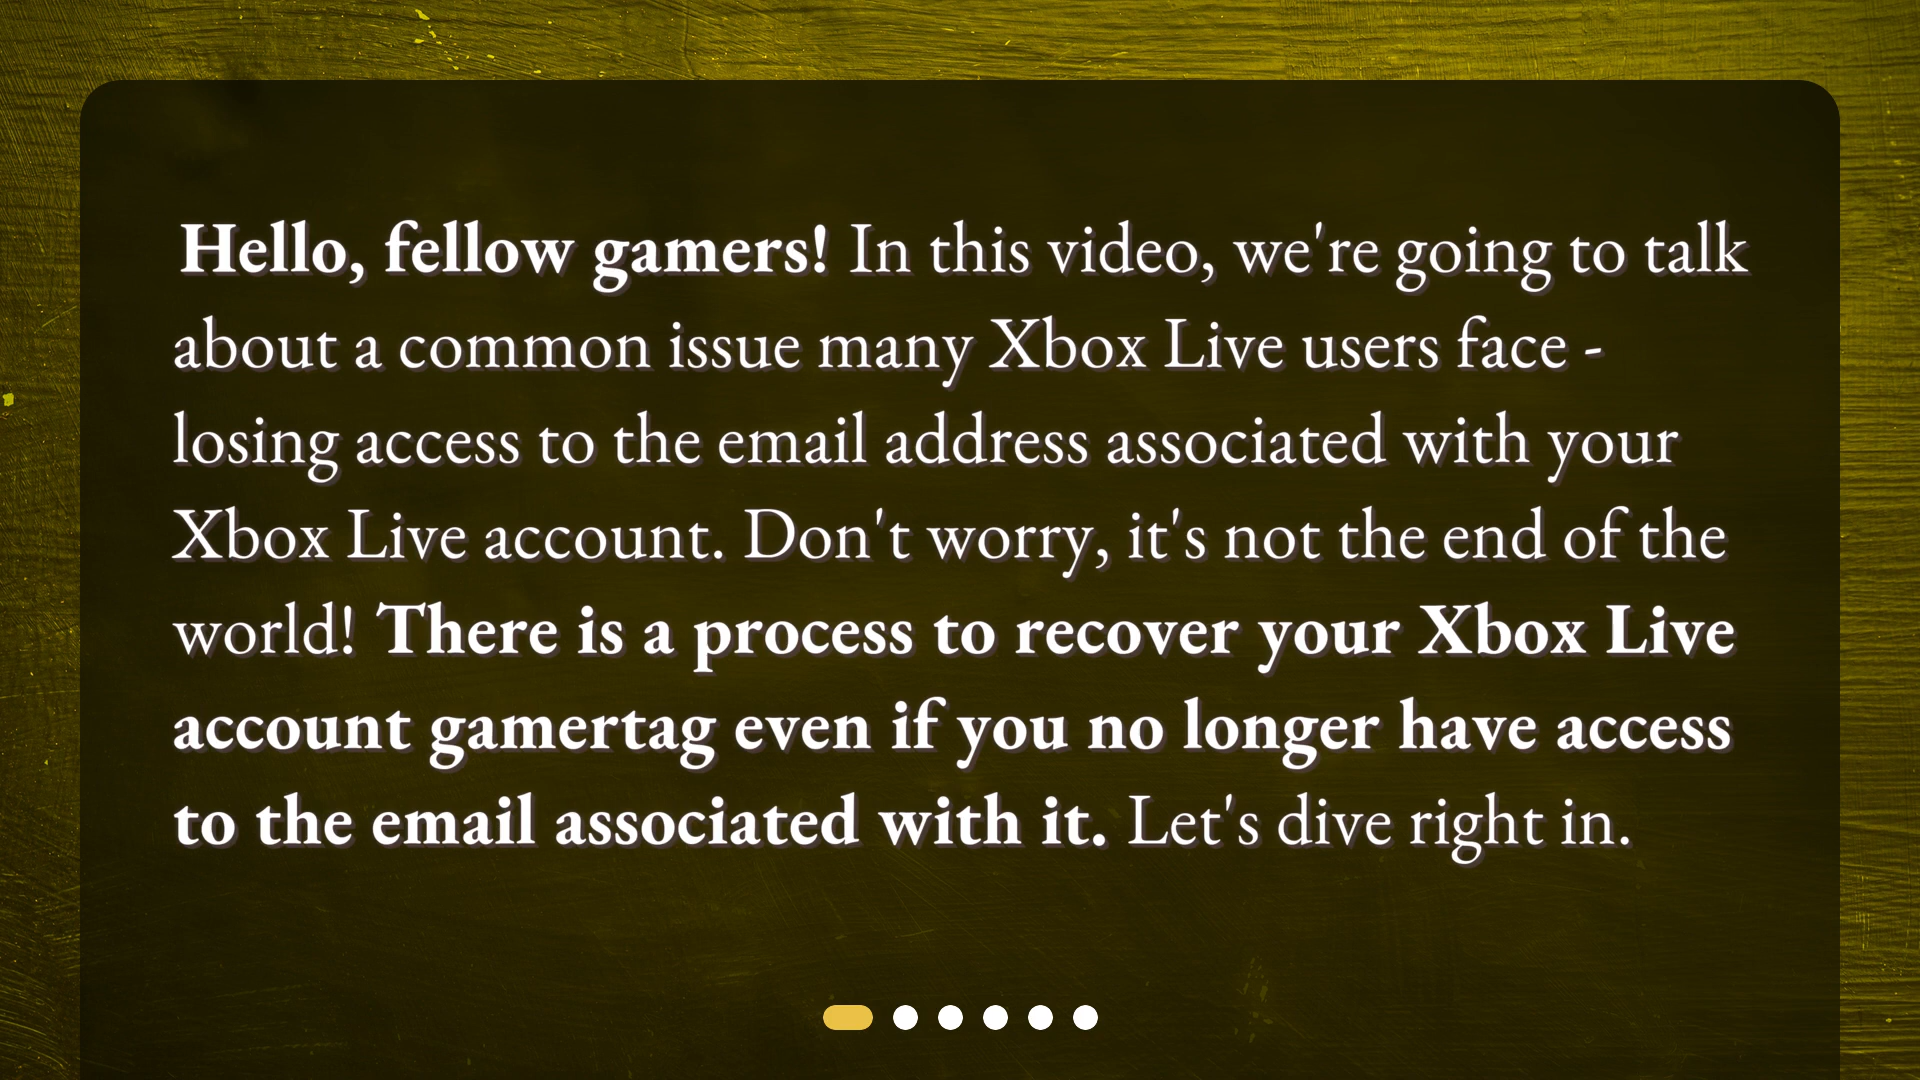 Hello, fellow gamers! In this video, we're going to talk
about a common issue many Xbox Live users face -
losing access to the email address associated with your
Xbox Live account. Don't worry, it's not the end of the
world! There is a process to recover your Xbox Live
account gamertag even if you no longer have access
to the email associated with it. Let's dive right in.